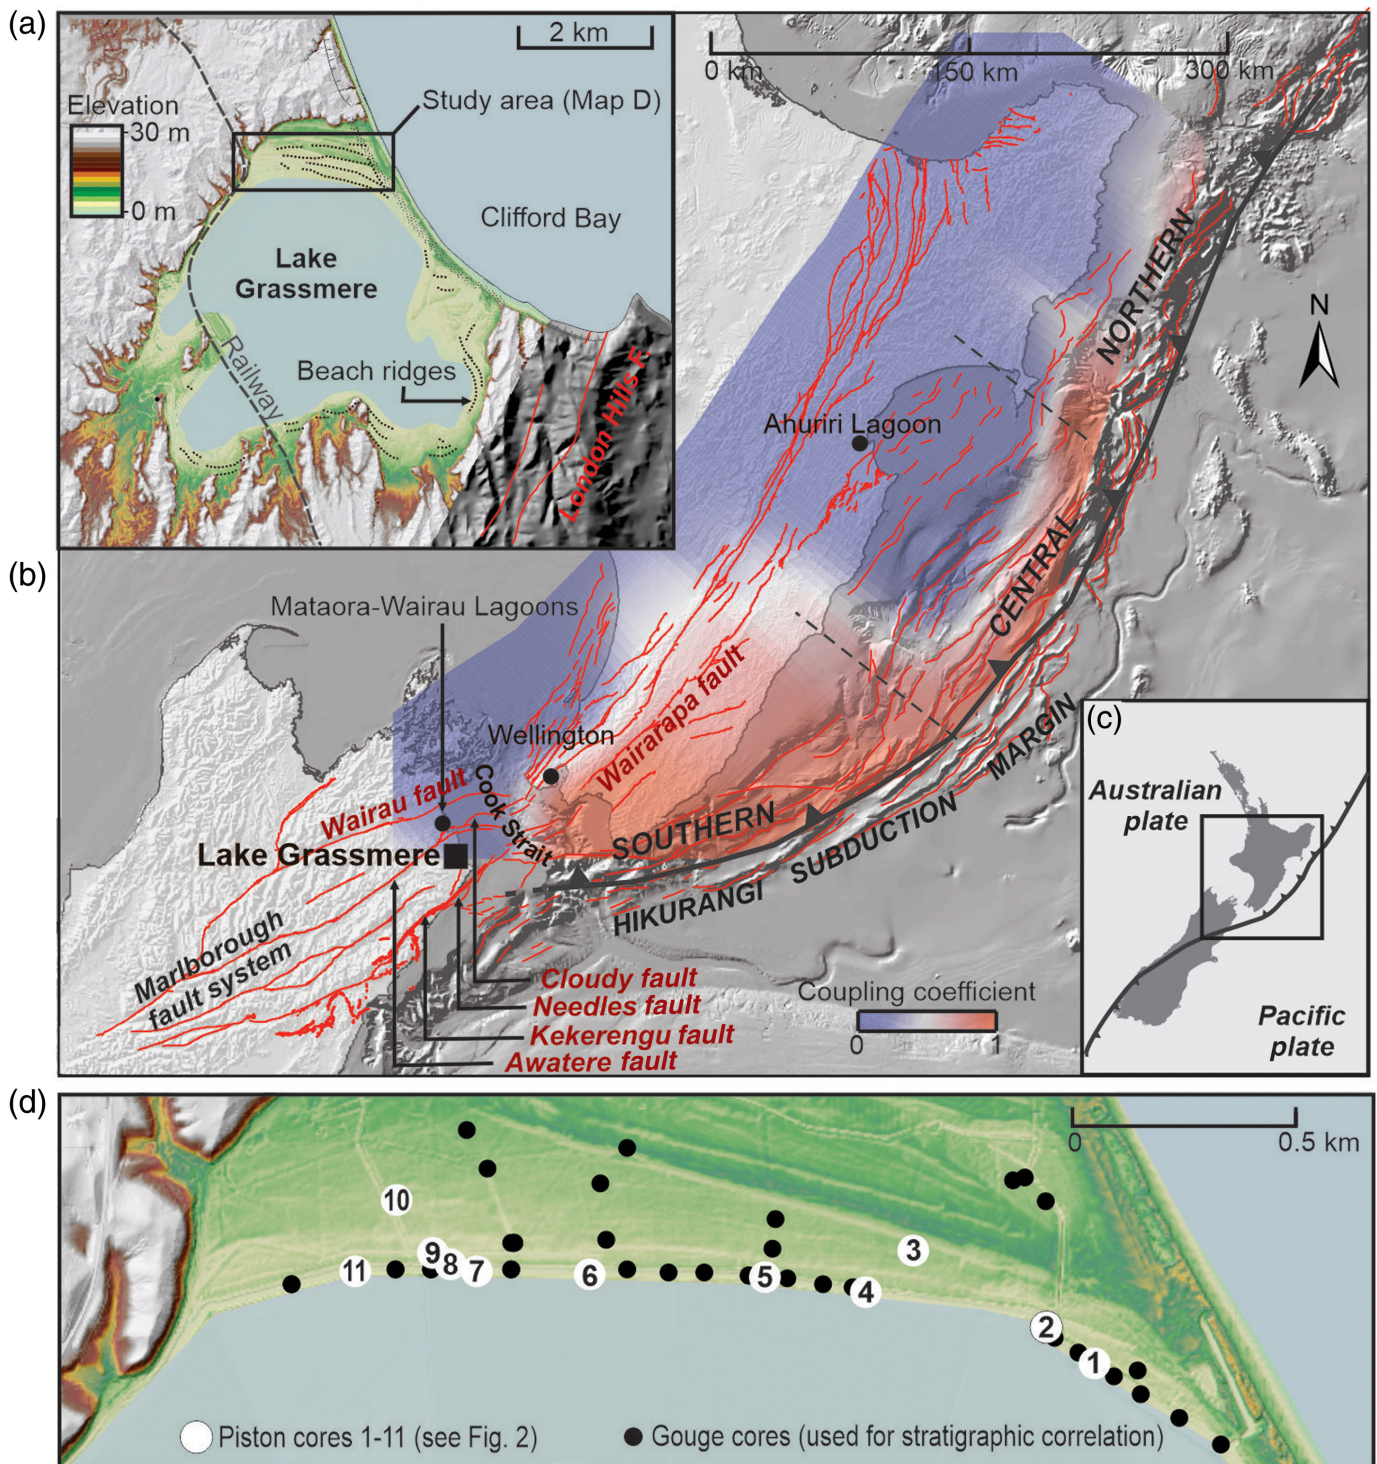 (a)
2 km
Elevation
30 m
0 m
Study area (Map D)
Clifford Bay
Lake
Grassmere
Railway
Beach ridges
London Hills F.
(b)
0 km
150 km
300 km
N
NORTHERN
Ahuriri Lagoon
CENTRAL
Mataora-Wairau Lagoons
Wellington
Wairarapa fault
Wairau fault
Cook Strait
SOUTHERN
Lake Grassmere
HIKURANGI SUBDUCTION MARGIN
Marlborough
fault system
Cloudy fault
Needles fault
Kekerengu fault
Awatere fault
Coupling coefficient
0
1
(c)
Australian
plate
Pacific
plate
(d)
0
0.5 km
10
9
8
11
7
6
5
4
3
2
1
Piston cores 1-11 (see Fig. 2)
Gouge cores (used for stratigraphic correlation)